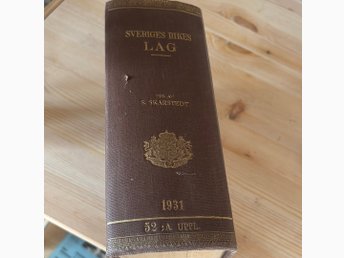 SVERIGES RIKES
LAG
S. SKARSTEDT
1931
52:A UPPL.